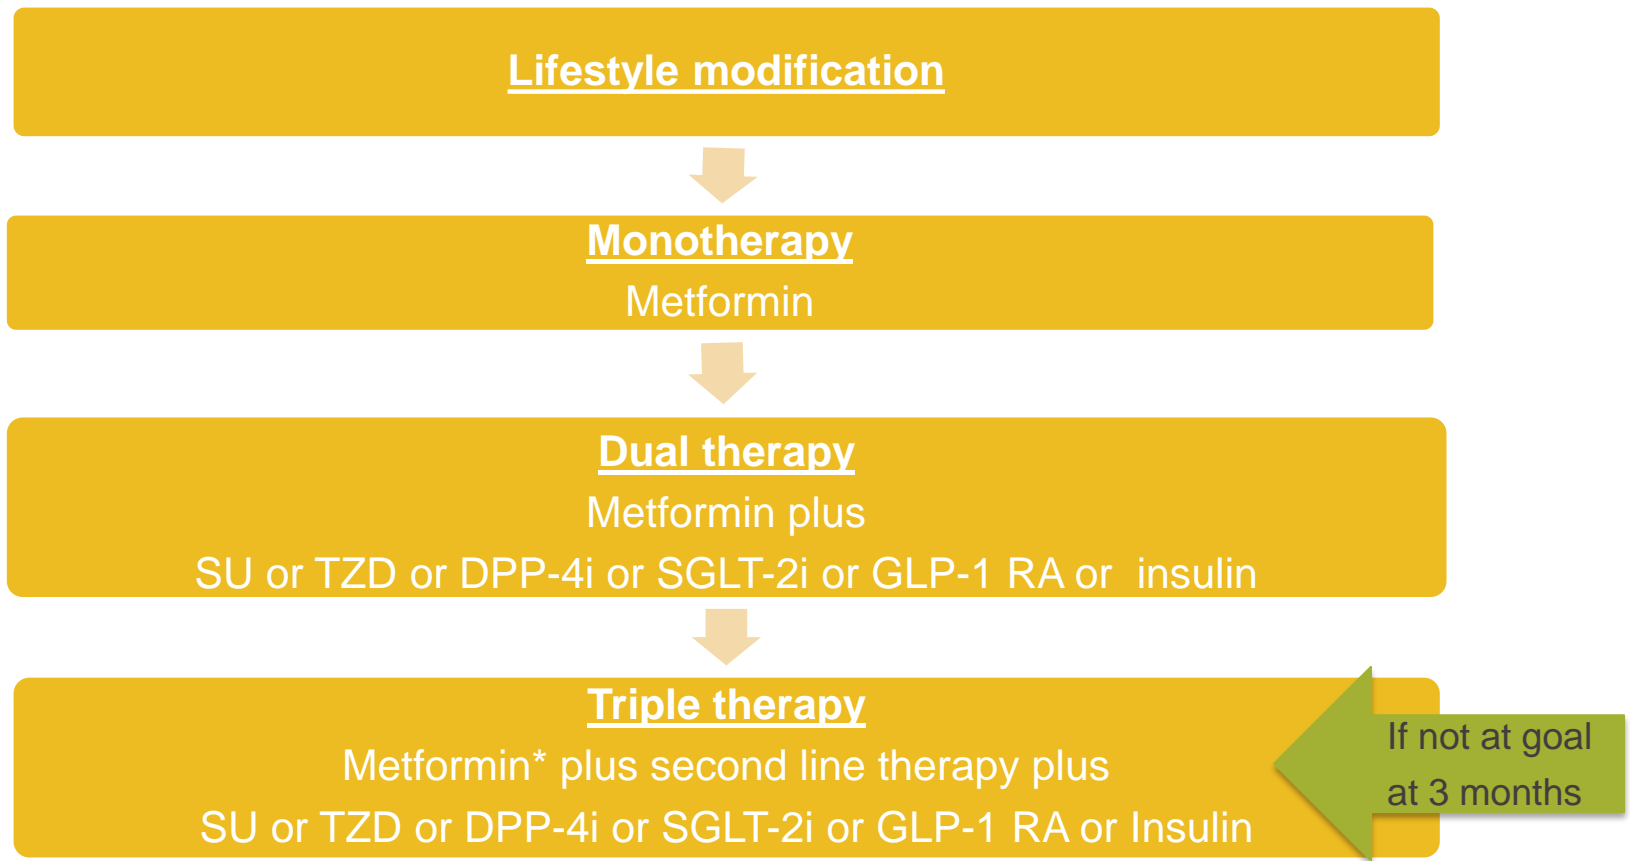 Lifestyle modification
Monotherapy
Metformin
Dual therapy
Metformin plus
SU or TZD or DPP-4i or SGLT-2i or GLP-1 RA or  insulin
Triple therapy
Metformin* plus second line therapy plus
SU or TZD or DPP-4i or SGLT-2i or GLP-1 RA or Insulin
If not at goal
at 3 months